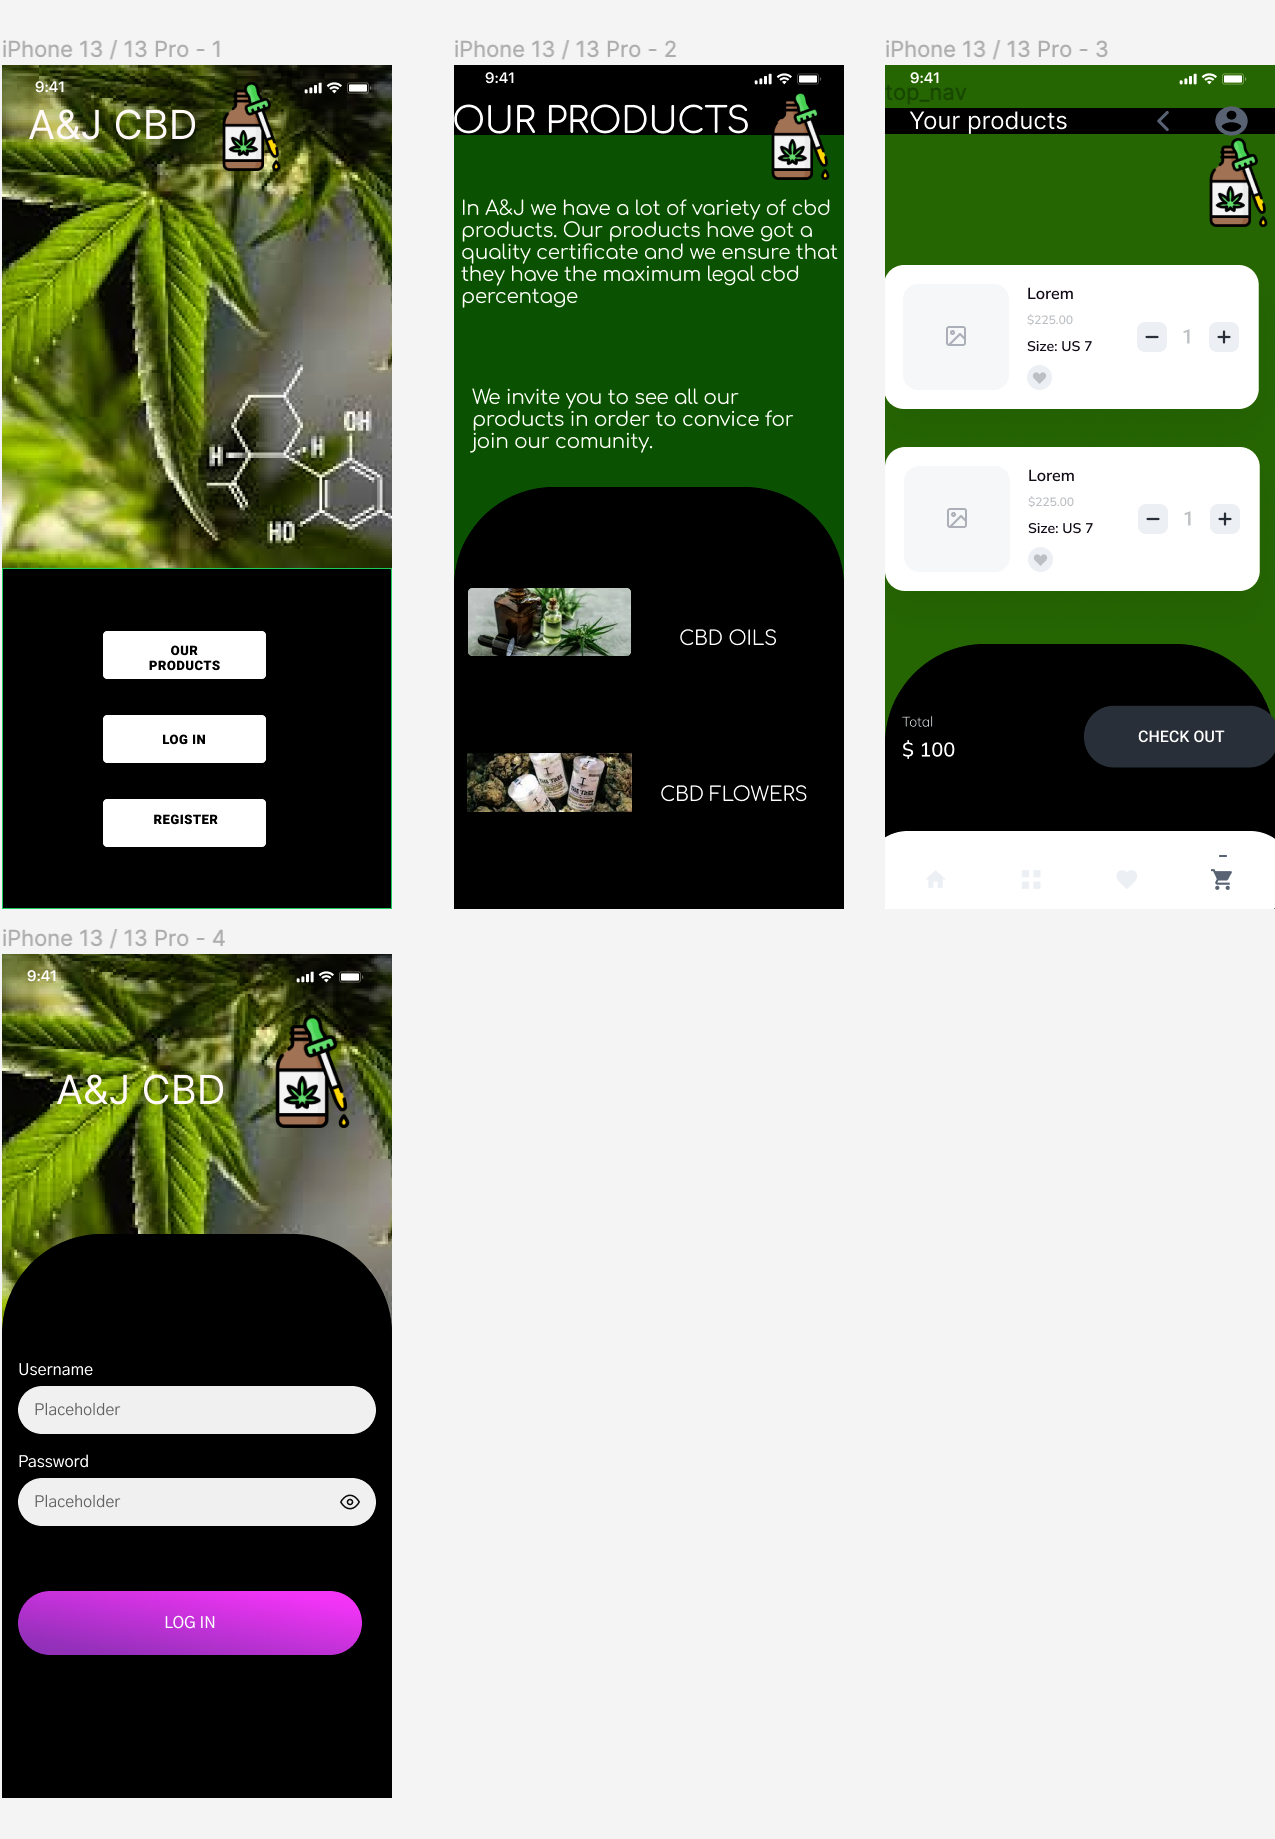 iPhone 13 / 13 Pro - 1
9:41
A&J CBD
OH
H
H
HO
OUR
PRODUCTS
LOG IN
REGISTER
iPhone 13 / 13 Pro - 2
9:41
OUR PRODUCTS
In A&J we have a lot of variety of cbd
products. Our products have got a
quality certificate and we ensure that
they have the maximum legal cbd
percentage
We invite you to see all our
products in order to convice for
join our comunity.
CBD OILS
THE TREE
CBD FLOWERS
iPhone 13 / 13 Pro - 3
9:41
top_nav
Your products
Lorem
$225.00
Size: US 7
1
Lorem
$225.00
Size: US 7
1
Total
$ 100
CHECK OUT
iPhone 13 / 13 Pro - 4
9:41
A&J CBD
Username
Placeholder
Password
Placeholder
LOG IN